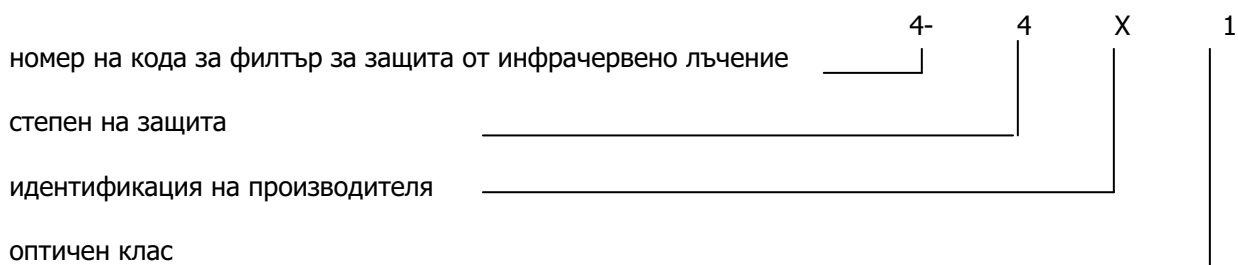 4- 4 X 1
номер на кода за филтър за защита от инфрачервено лъчение
степен на защита
идентификация на производителя
оптичен клас